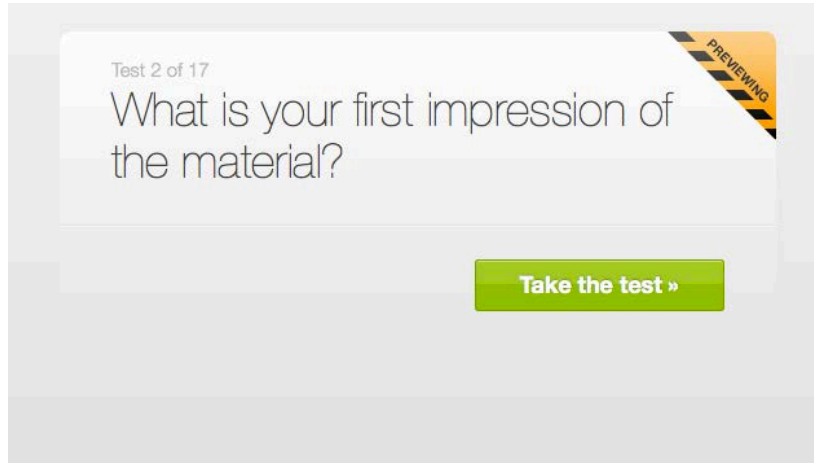 Test 2 of 17
PREVIEWING
What is your first impression of
the material?
Take the test »